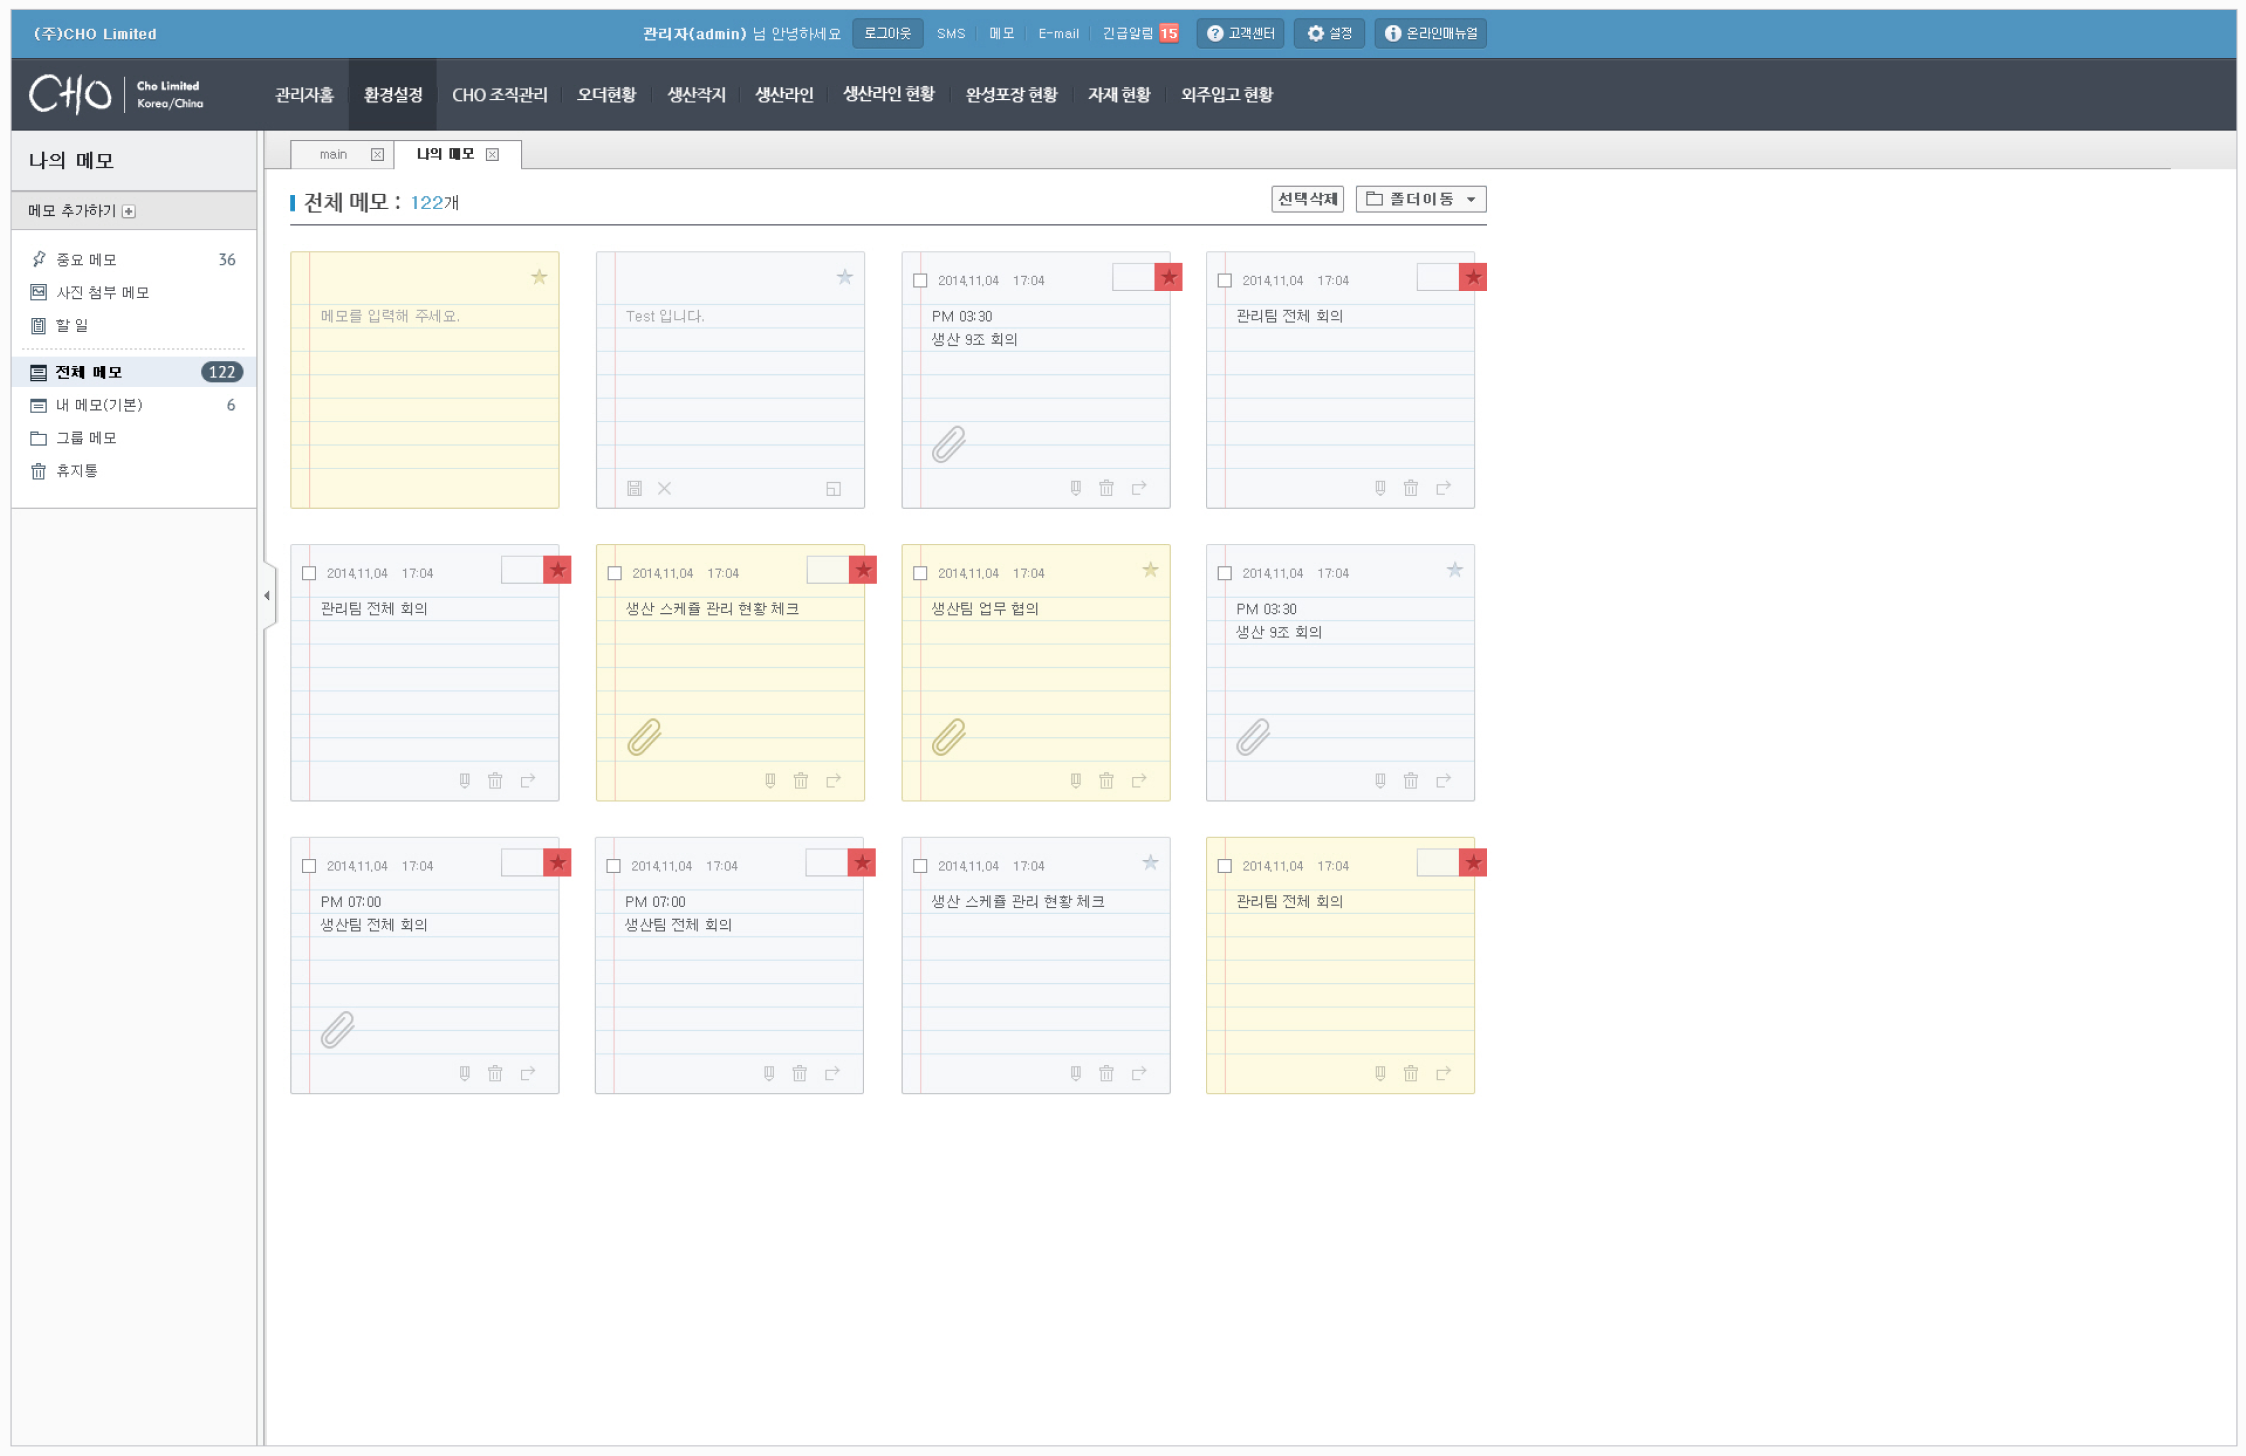 (주)CHO Limited
관리자(admin) 님 안녕하세요 로그아웃 SMS 메모 E-mail 긴급알림 15 고객센터 설정 온라인매뉴얼
CHO Cho Limited
Korea/China
관리자홈 환경설정 CHO 조직관리 오더현황 생산작지 생산라인 생산라인 현황 완성포장 현황 자재 현황 외주입고 현황
나의 메모
메모 추가하기
중요 메모 36
사진 첨부 메모
할 일
전체 메모 122
내 메모(기본) 6
그룹 메모
휴지통
main 나의 메모
전체 메모 : 122개
선택삭제 폴더이동
메모를 입력해 주세요.
Test 입니다.
2014.11.04 17:04
PM 03:30
생산 9조 회의
2014.11.04 17:04
관리팀 전체 회의
2014.11.04 17:04
관리팀 전체 회의
2014.11.04 17:04
생산 스케쥴 관리 현황 체크
2014.11.04 17:04
생산팀 업무 협의
2014.11.04 17:04
PM 03:30
생산 9조 회의
2014.11.04 17:04
PM 07:00
생산팀 전체 회의
2014.11.04 17:04
PM 07:00
생산팀 전체 회의
2014.11.04 17:04
생산 스케쥴 관리 현황 체크
2014.11.04 17:04
관리팀 전체 회의